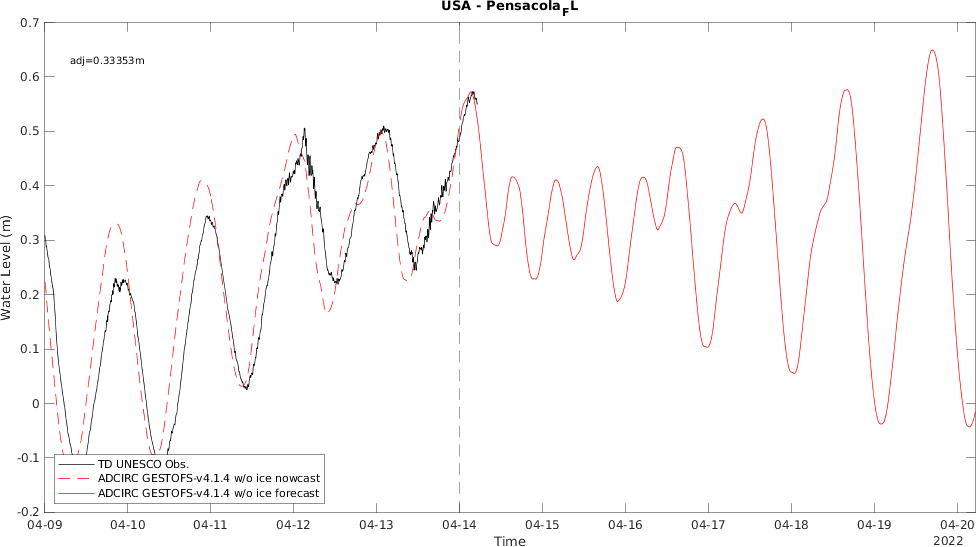 USA - Pensacola_FL
0.7
adj=0.33353m
0.6
0.5
0.4
0.3
0.2
0.1
0
-0.1
-0.2
Water Level (m)
TD UNESCO Obs.
ADCIRC GESTOFS-v4.1.4 w/o ice nowcast
ADCIRC GESTOFS-v4.1.4 w/o ice forecast
04-09 04-10 04-11 04-12 04-13 04-14 04-15 04-16 04-17 04-18 04-19 04-20
Time
2022